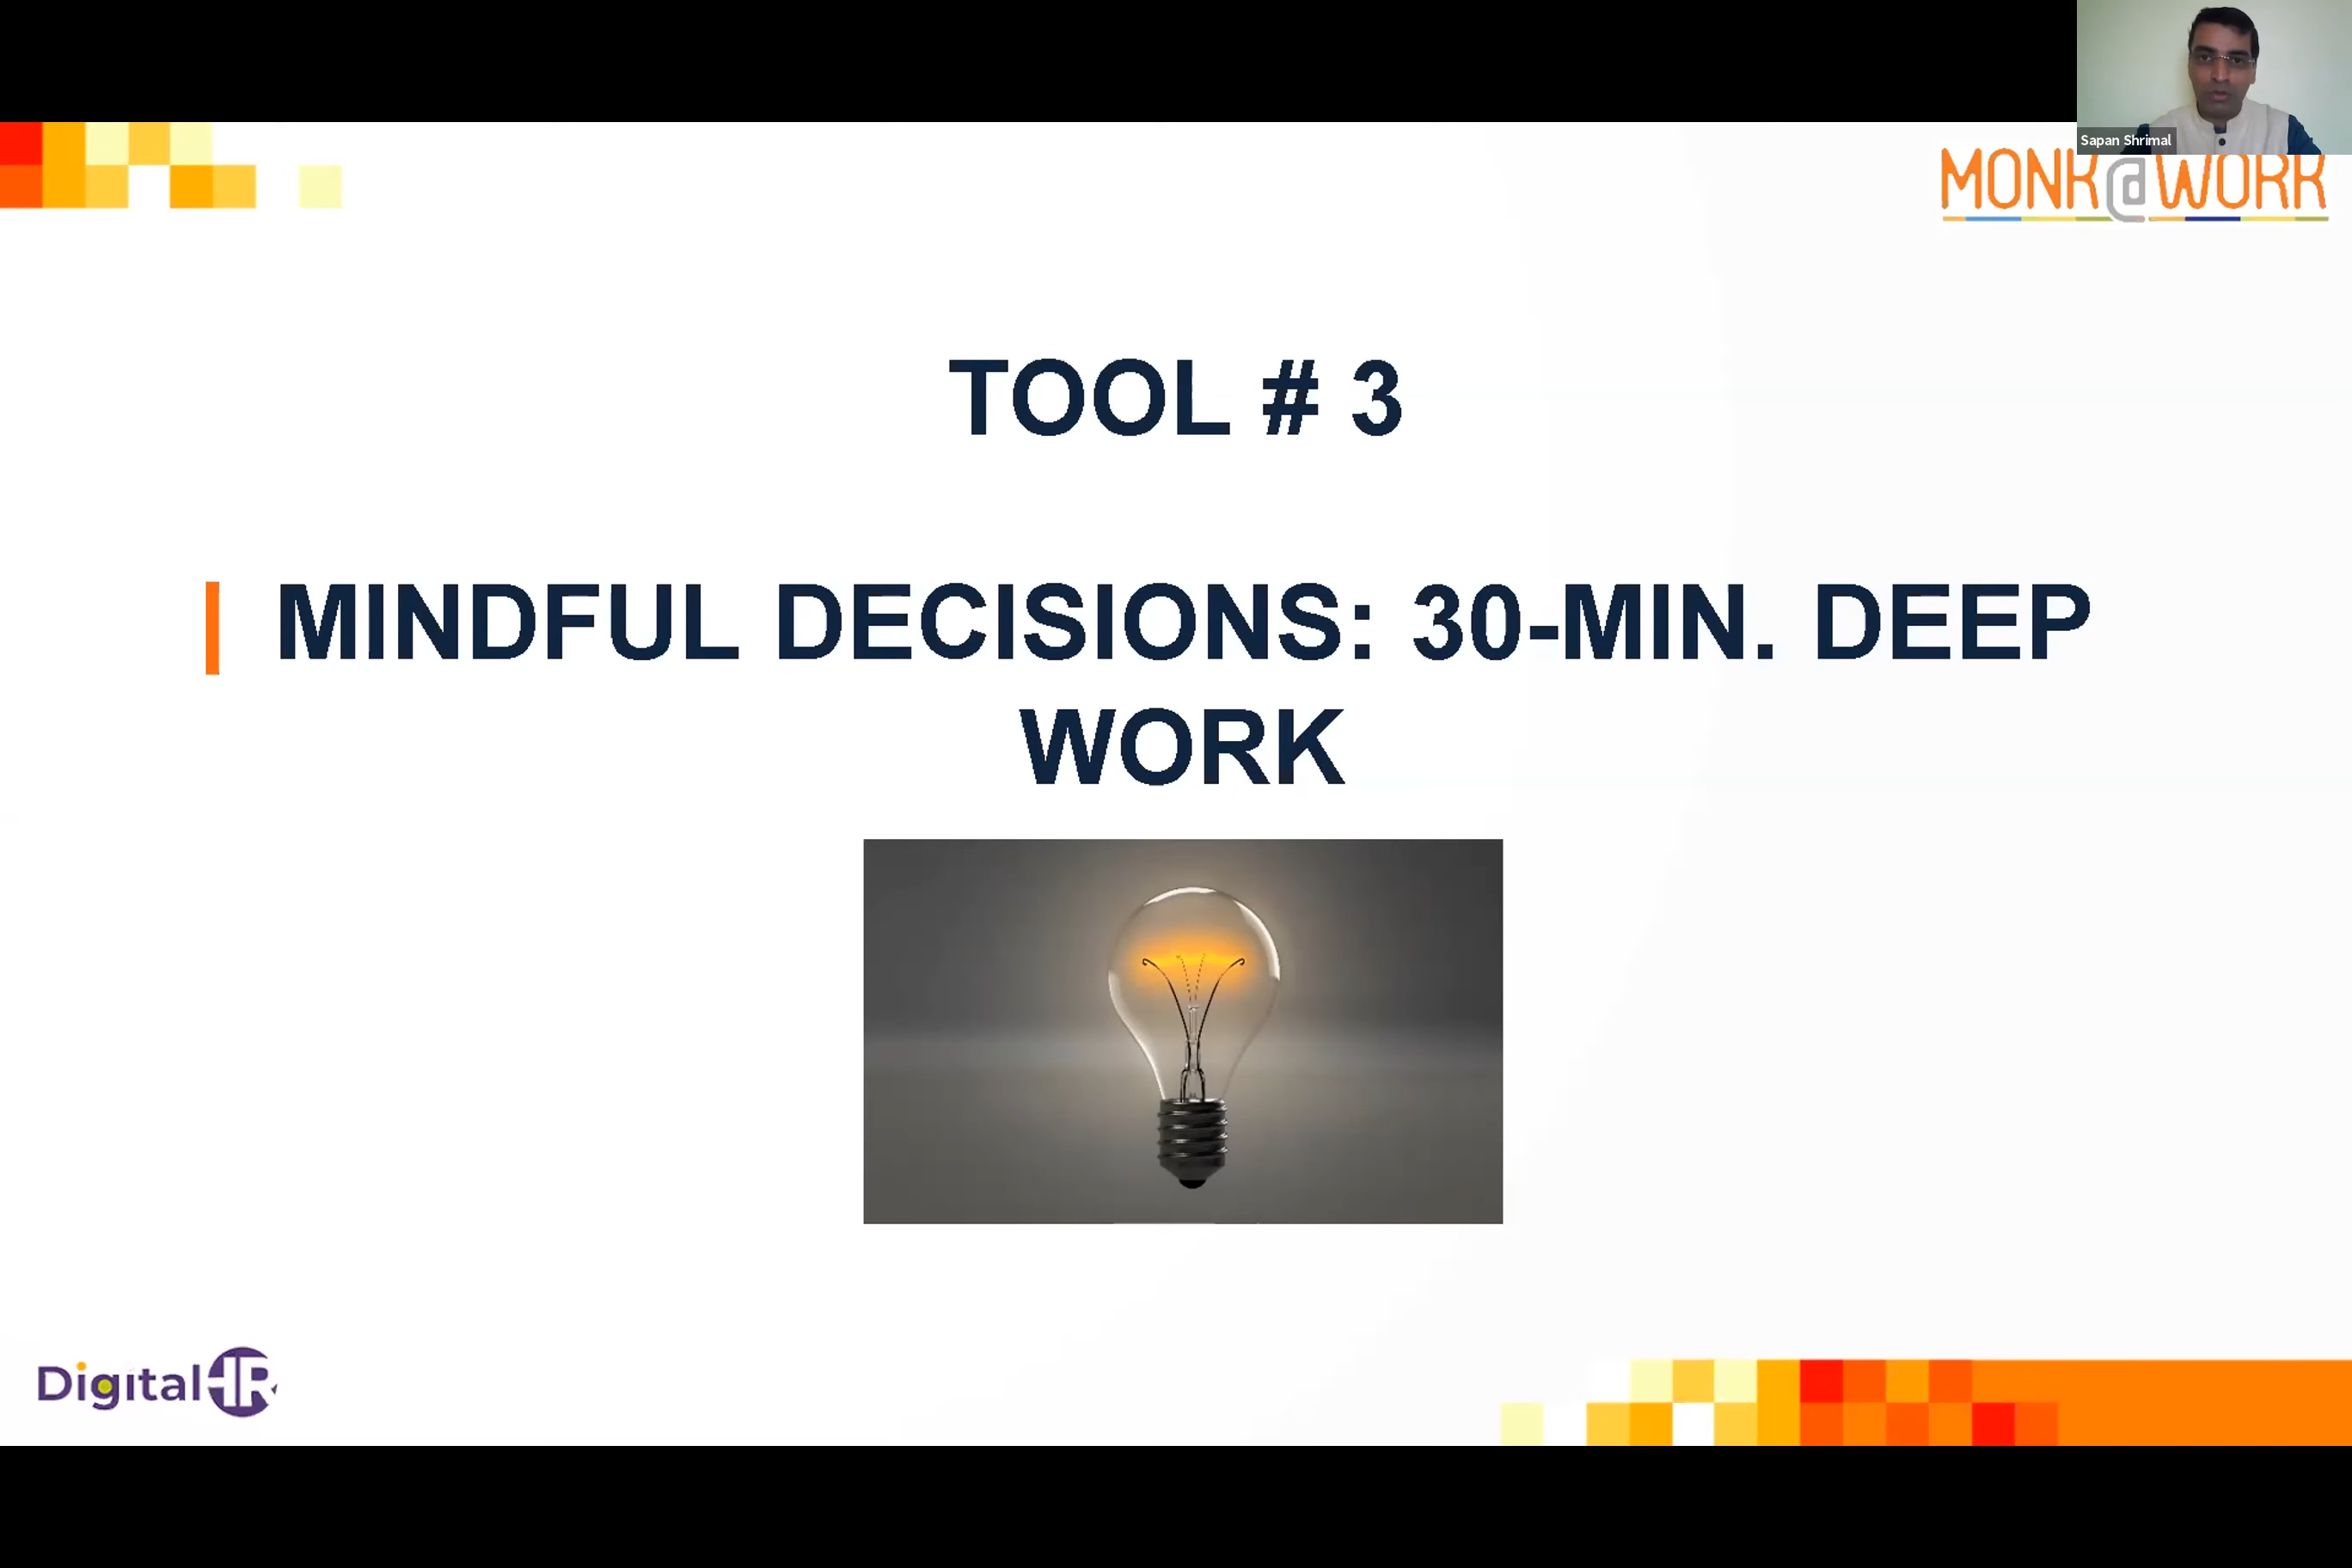 Sapan Shrimal
MONK@WORK
TOOL # 3
MINDFUL DECISIONS: 30-MIN. DEEP
WORK
DigitalHR